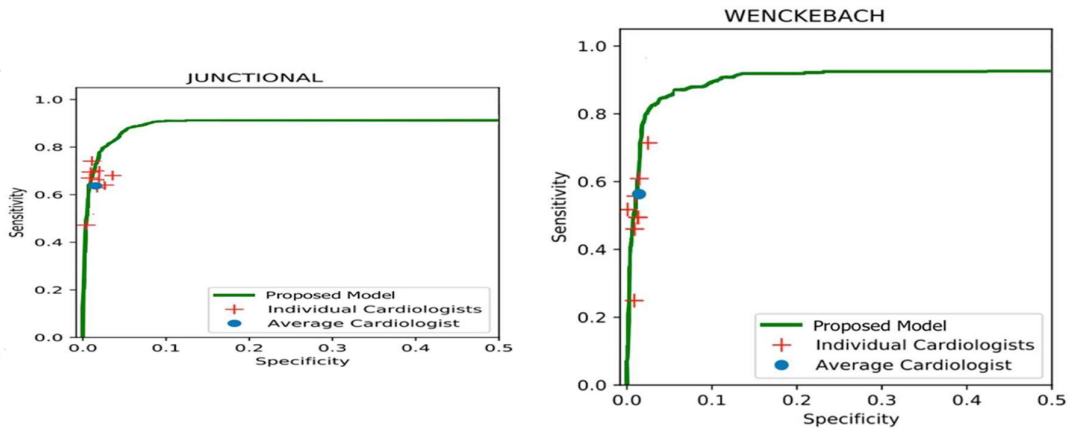 JUNCTIONAL
1.0
0.8
0.6
0.4
0.2
0.0
Sensitivity
0.0 0.1 0.2 0.3 0.4 0.5
Specificity
Proposed Model
Individual Cardiologists
Average Cardiologist
WENCKEBACH
1.0
0.8
0.6
0.4
0.2
0.0
Sensitivity
0.0 0.1 0.2 0.3 0.4 0.5
Specificity
Proposed Model
Individual Cardiologists
Average Cardiologist